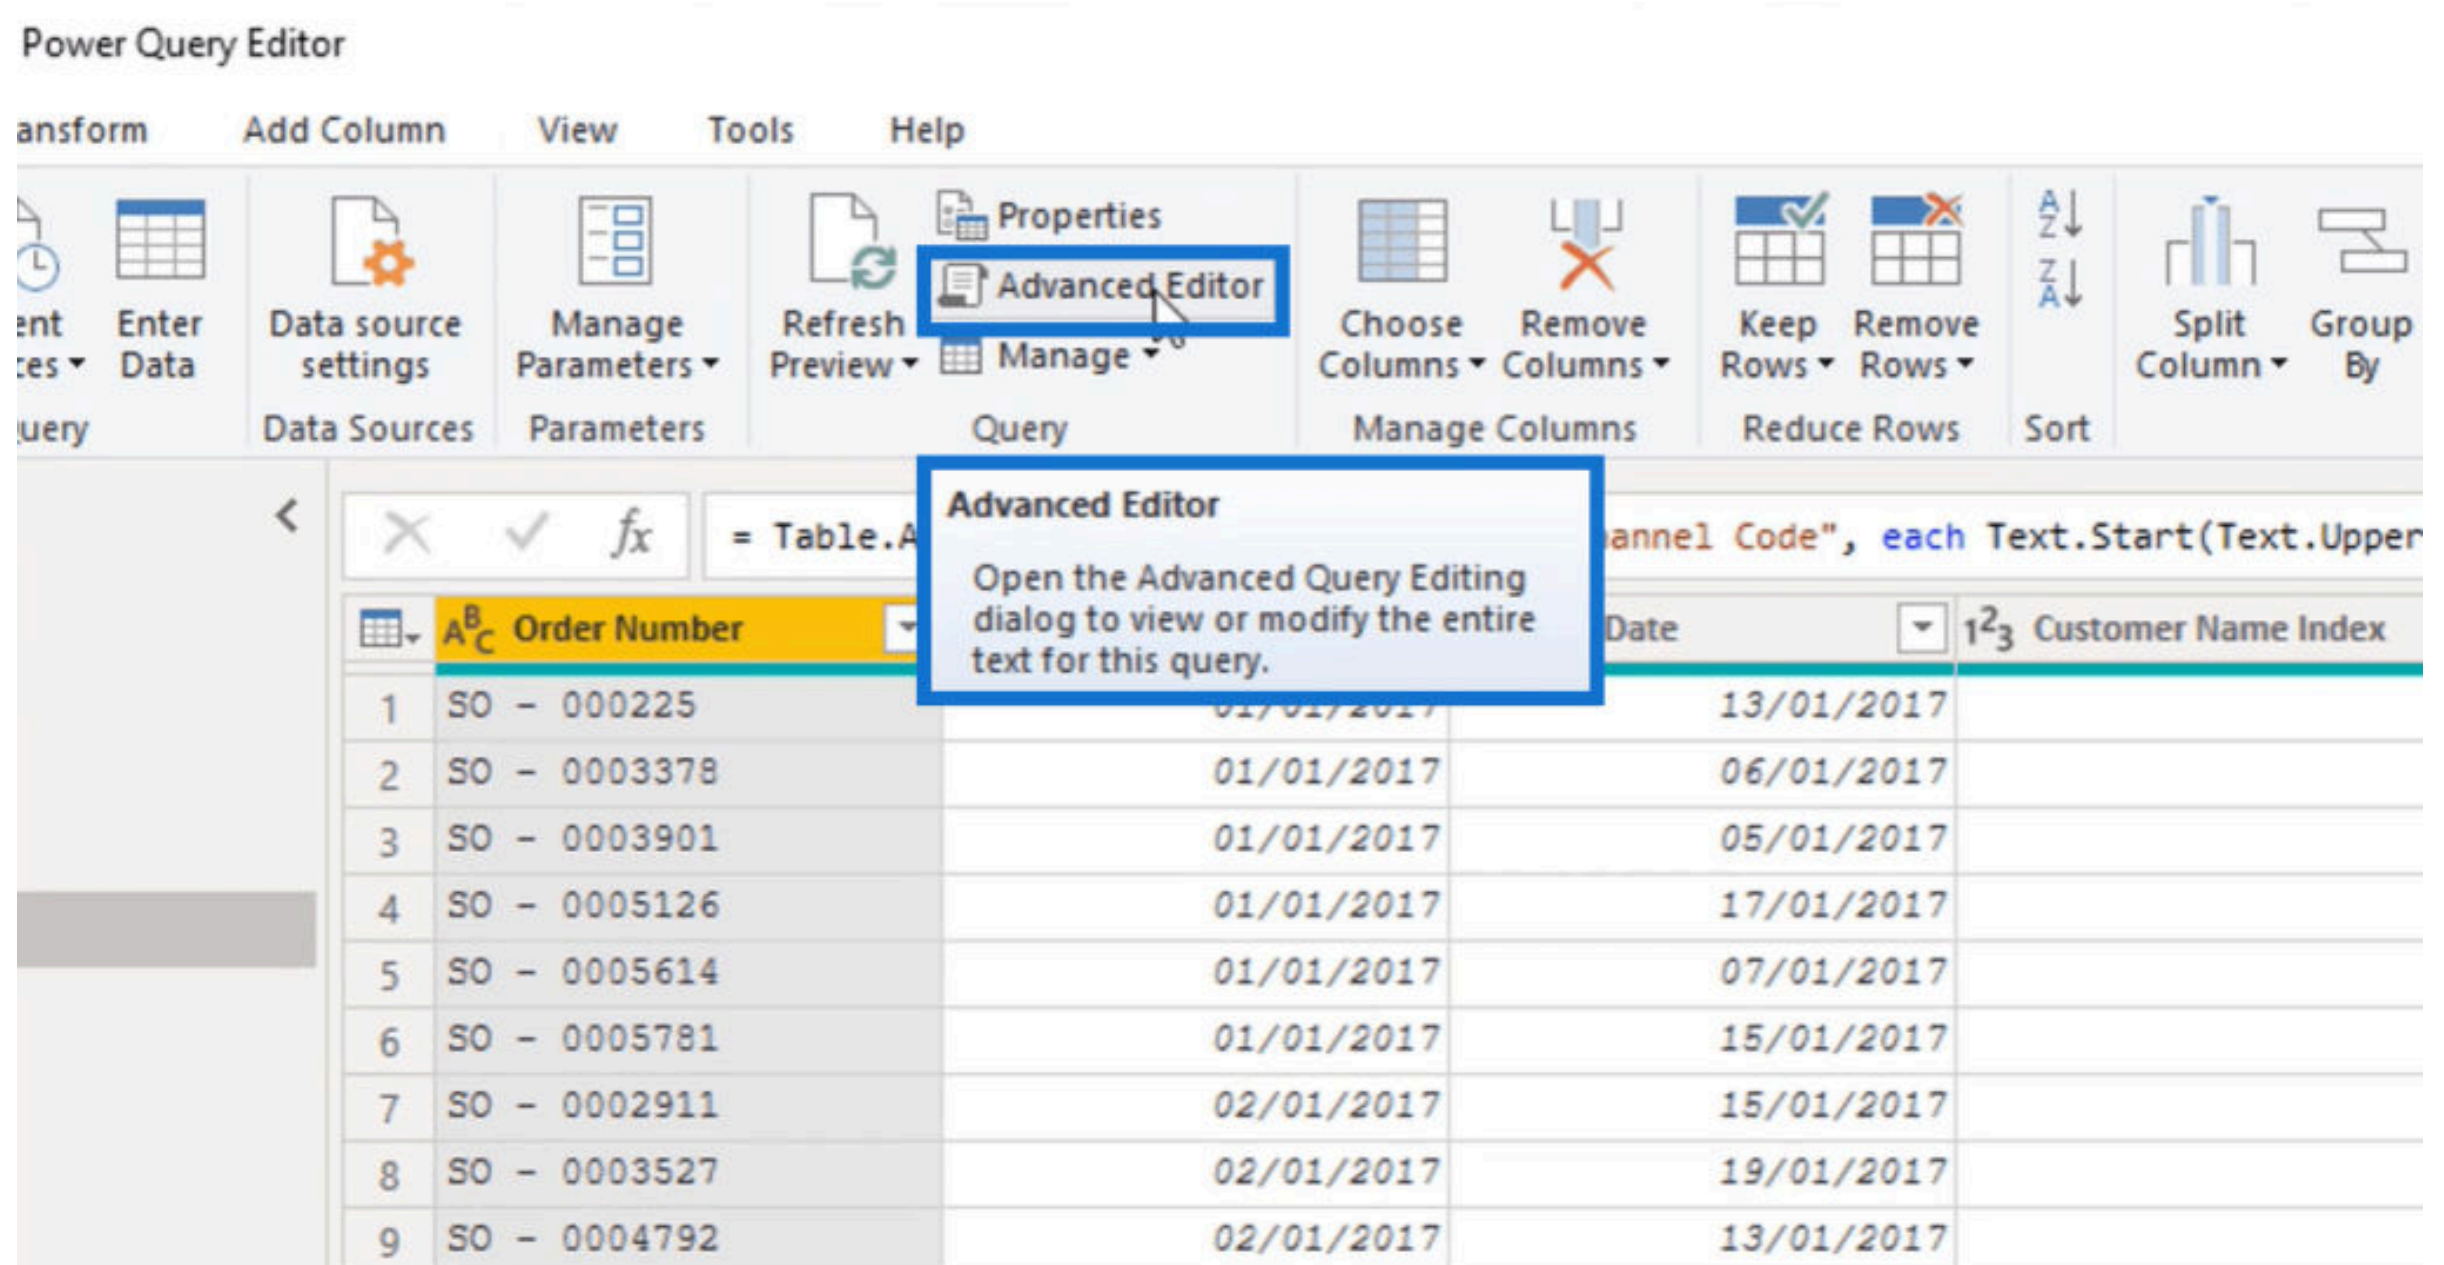 Power Query Editor
ansform Add Column View Tools Help
Properties
Advanced Editor
Manage
ent Enter Data source Manage Refresh Choose Remove Keep Remove Split Group
ces Data settings Parameters Preview Columns Columns Rows Rows Column By
uery Data Sources Parameters Query Manage Columns Reduce Rows Sort
fx = Table.A annel Code", each Text.Start(Text.Upper
Advanced Editor
Open the Advanced Query Editing
dialog to view or modify the entire
text for this query.
ABC Order Number Date 123 Customer Name Index
1 SO - 000225 01/01/2017 13/01/2017
2 SO - 0003378 01/01/2017 06/01/2017
3 SO - 0003901 01/01/2017 05/01/2017
4 SO - 0005126 01/01/2017 17/01/2017
5 SO - 0005614 01/01/2017 07/01/2017
6 SO - 0005781 01/01/2017 15/01/2017
7 SO - 0002911 02/01/2017 15/01/2017
8 SO - 0003527 02/01/2017 19/01/2017
9 SO - 0004792 02/01/2017 13/01/2017